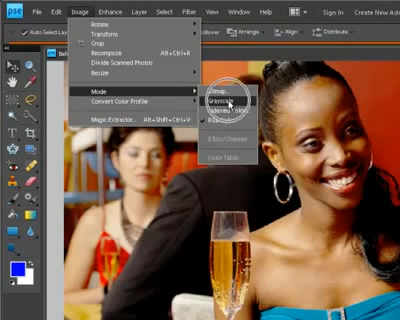 pse File Edit Image Enhance Layer Select Filter View Window Help Sign In Create New Ado
Auto Select Lay Arrange Align Distribute
Rotate
Transform
Crop
Recompose Alt+Ctrl+R
Divide Scanned Photos
Resize
Mode
Convert Color Profile
Magic Extractor... Alt+Shift+Ctrl+V
Bitmap...
Grayscale
Indexed Color...
RGB Color
8 Bits/Channel
Color Table...